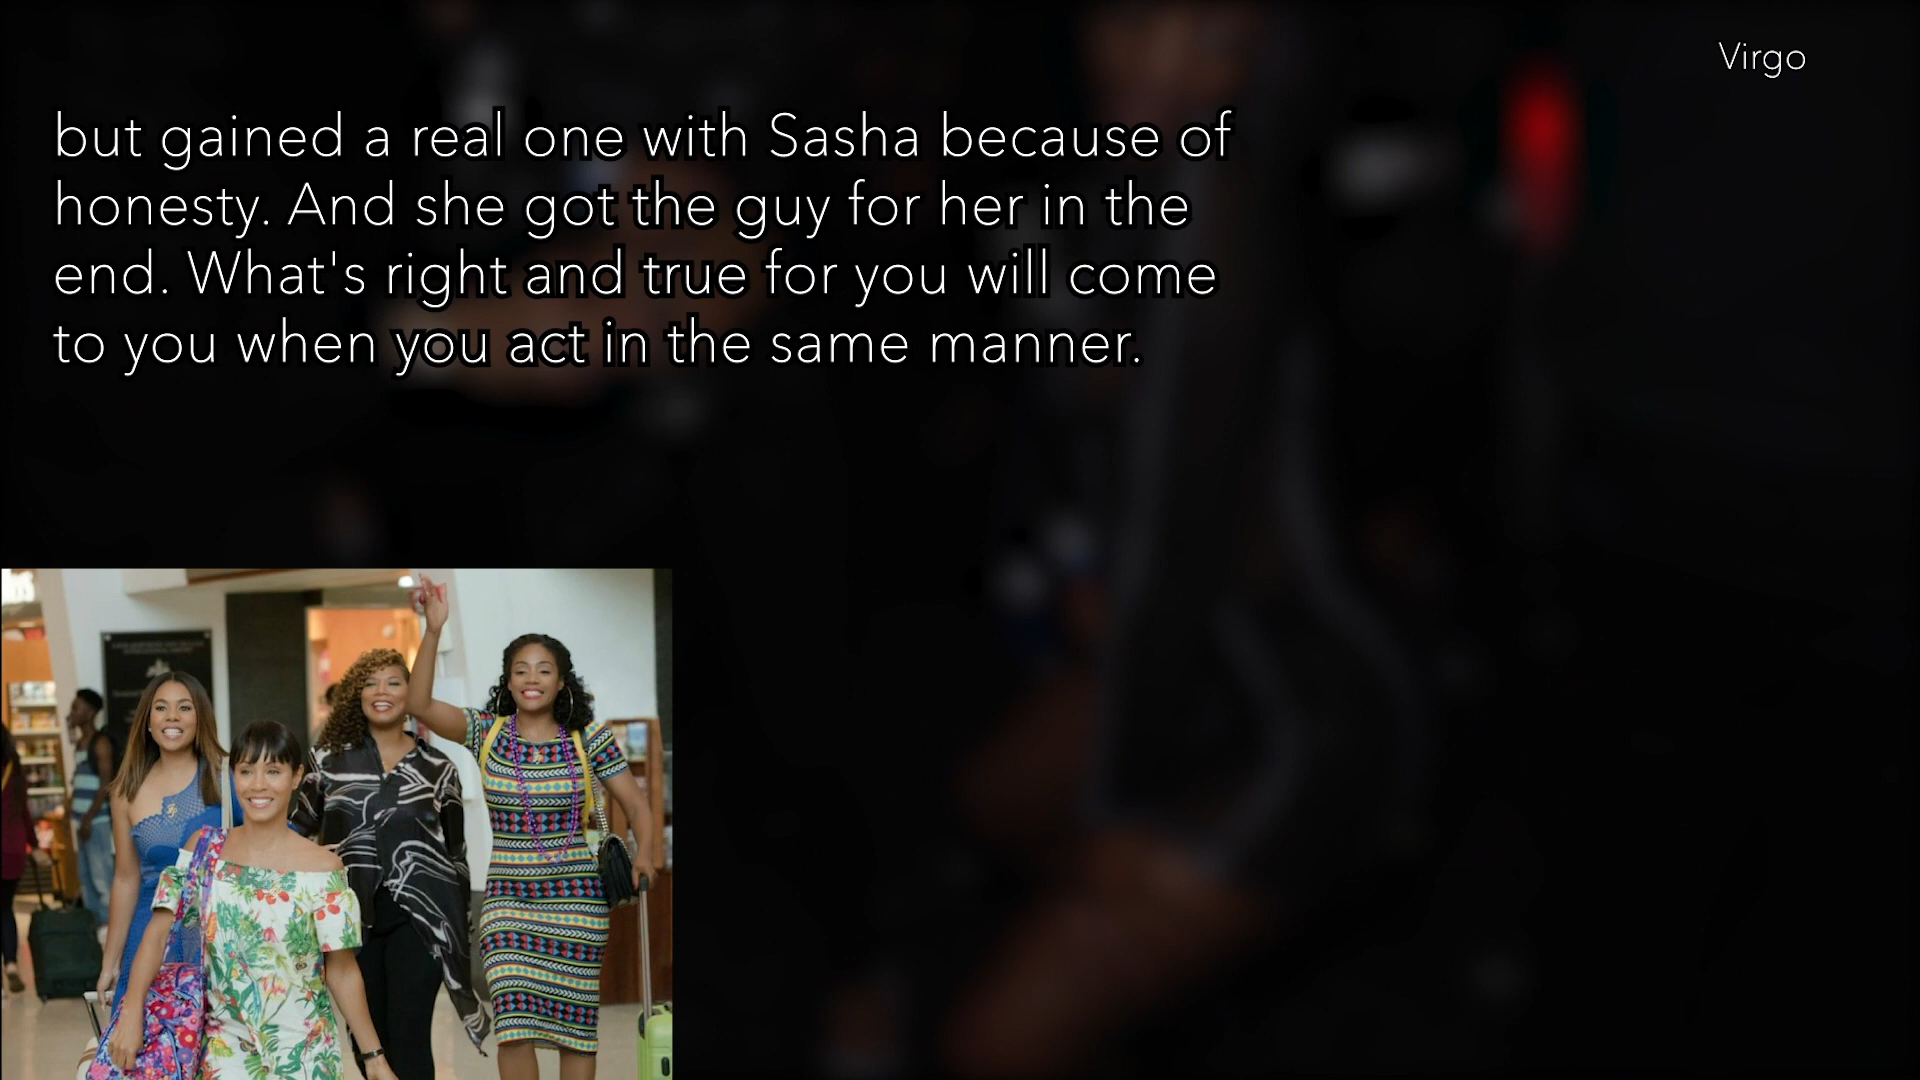 Virgo
but gained a real one with Sasha because of
honesty. And she got the guy for her in the
end. What's right and true for you will come
to you when you act in the same manner.